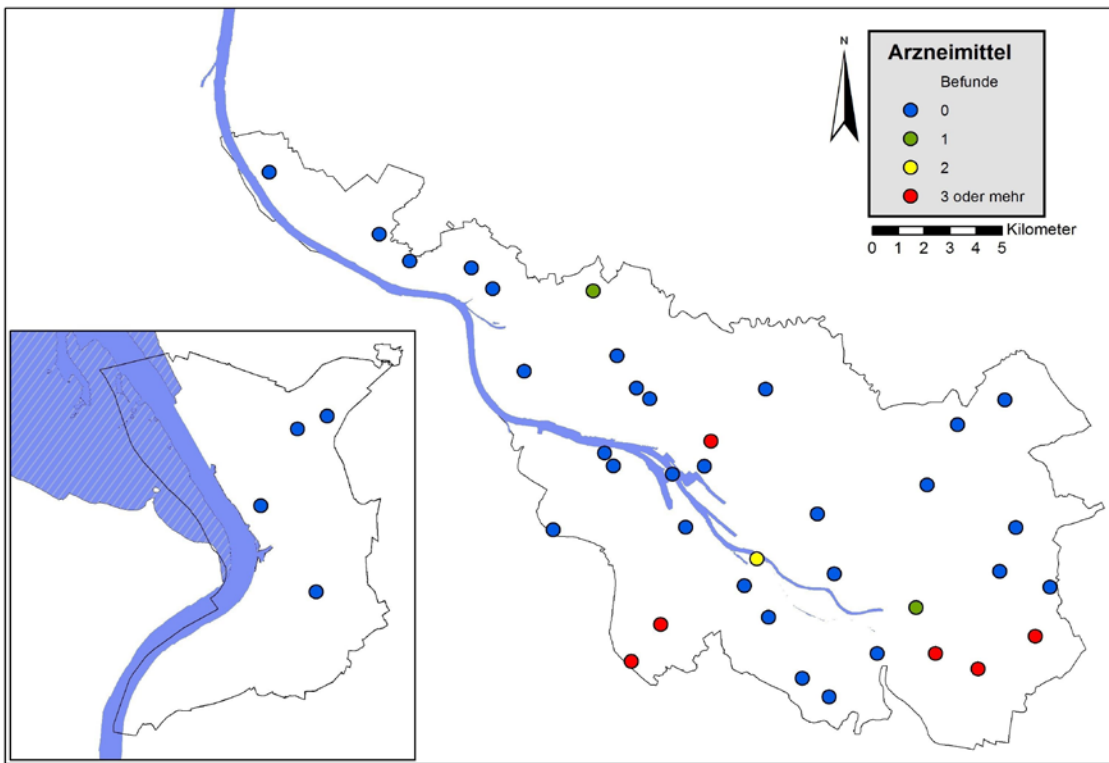 N
Arzneimittel
Befunde
0
1
2
3 oder mehr
Kilometer
0 1 2 3 4 5